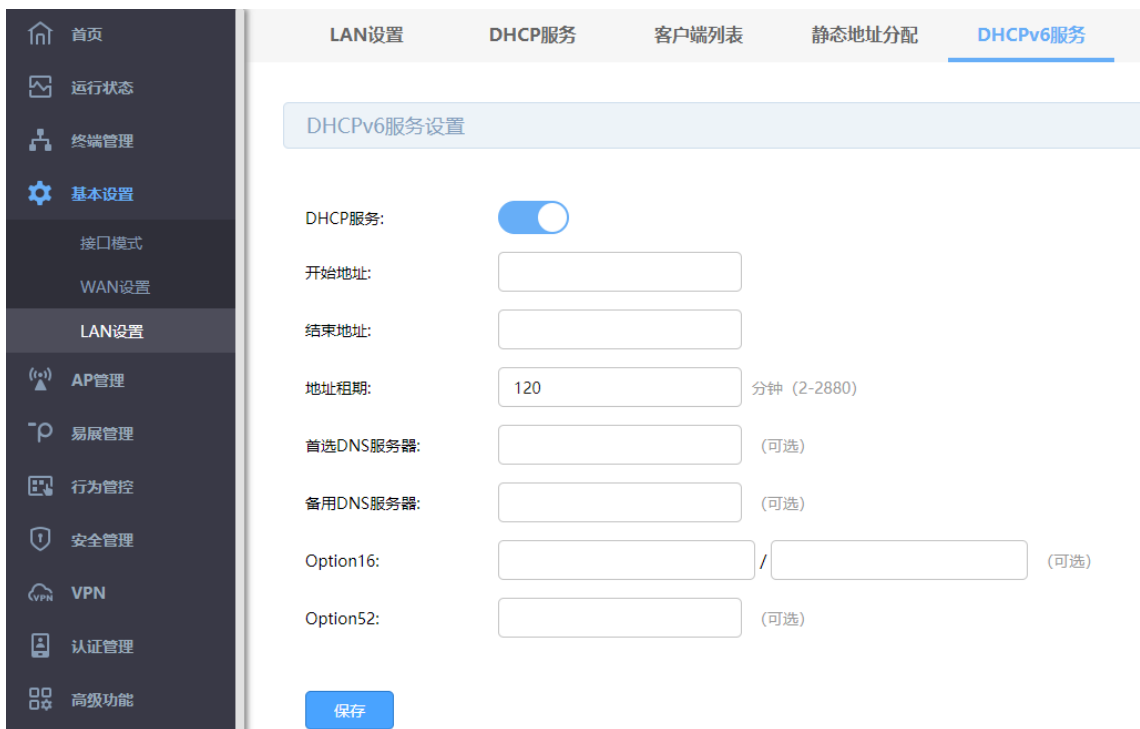 首页
运行状态
终端管理
基本设置
接口模式
WAN设置
LAN设置
AP管理
易展管理
行为管控
安全管理
VPN
VPN
认证管理
高级功能
LAN设置 DHCP服务 客户端列表 静态地址分配 DHCPv6服务
DHCPv6服务设置
DHCP服务:
开始地址:
结束地址:
地址租期: 120 分钟（2-2880）
首选DNS服务器: （可选）
备用DNS服务器: （可选）
Option16: / （可选）
Option52: （可选）
保存